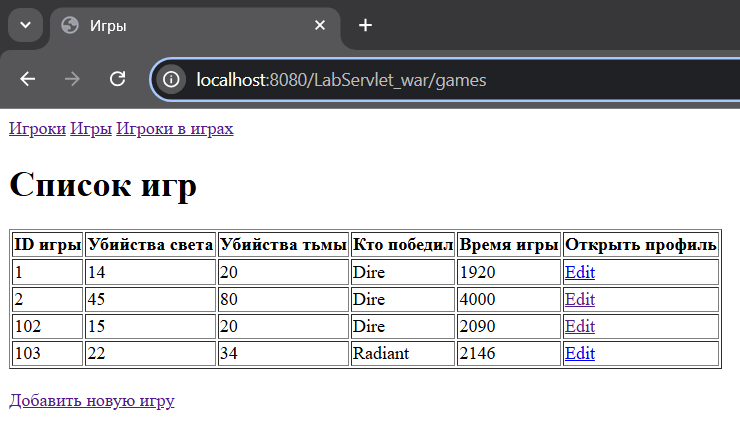 Игры
localhost:8080/LabServlet_war/games
Игроки Игры Игроки в играх
Список игр
ID игры Убийства света Убийства тьмы Кто победил Время игры Открыть профиль
1 14 20 Dire 1920 Edit
2 45 80 Dire 4000 Edit
102 15 20 Dire 2090 Edit
103 22 34 Radiant 2146 Edit
Добавить новую игру